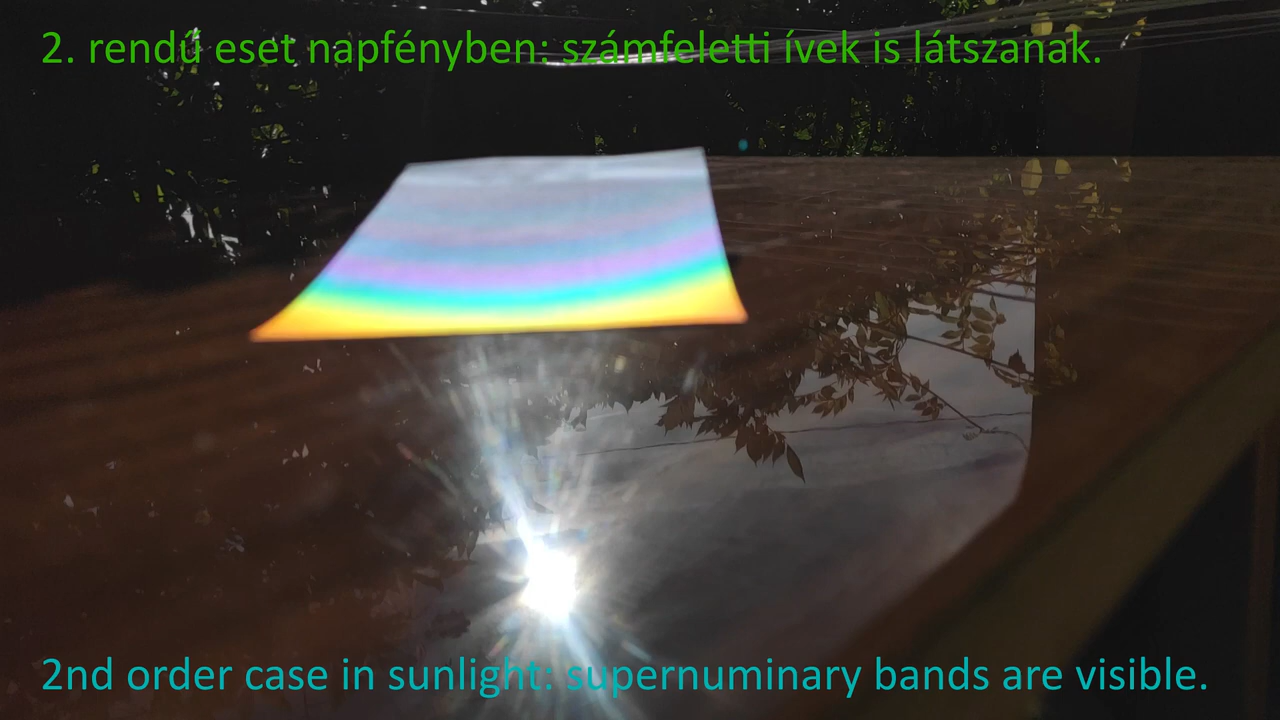 2. rendű eset napfényben: számfeletti ívek is látszanak.
2nd order case in sunlight: supernuminary bands are visible.